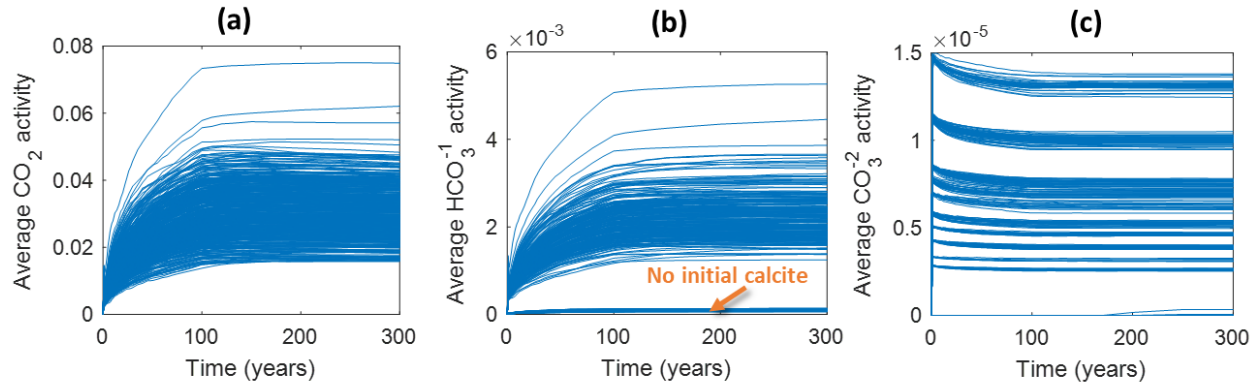 (a)
Average CO2 activity
0.08
0.06
0.04
0.02
0
0
100
200
300
Time (years)
(b)
Average HCO3-1 activity
×10-3
6
4
2
0
No initial calcite
0
100
200
300
Time (years)
(c)
Average CO3-2 activity
×10-5
1.5
1
0.5
0
0
100
200
300
Time (years)